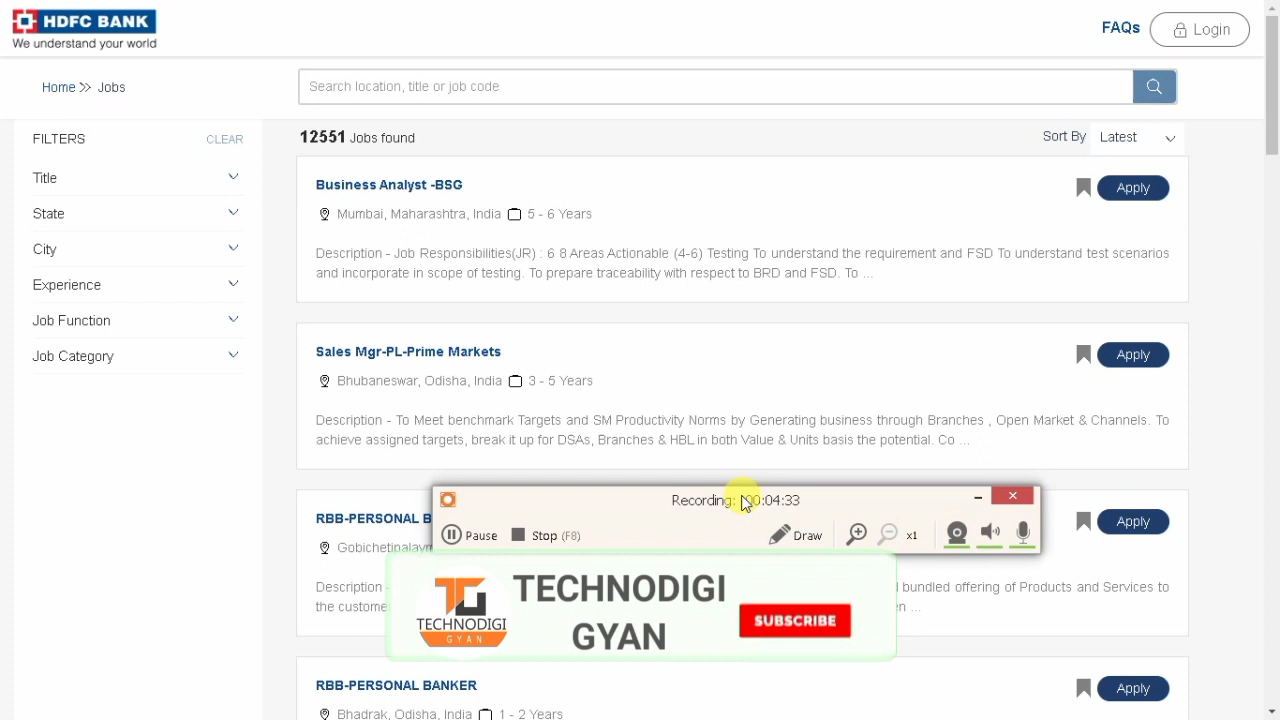 HDFC BANK
We understand your world
FAQs
Login
Home >> Jobs
Search location, title or job code
FILTERS
CLEAR
Title
State
City
Experience
Job Function
Job Category
12551 Jobs found
Sort By Latest
Business Analyst -BSG
Apply
Mumbai, Maharashtra, India 5 - 6 Years
Description - Job Responsibilities(JR) : 6 8 Areas Actionable (4-6) Testing To understand the requirement and FSD To understand test scenarios
and incorporate in scope of testing. To prepare traceability with respect to BRD and FSD. To ...
Sales Mgr-PL-Prime Markets
Apply
Bhubaneswar, Odisha, India 3 - 5 Years
Description - To Meet benchmark Targets and SM Productivity Norms by Generating business through Branches , Open Market & Channels. To
achieve assigned targets, break it up for DSAs, Branches & HBL in both Value & Units basis the potential. Co ...
RBB-PERSONAL B
Apply
Description -
bundled offering of Products and Services to
the custome
Recording: 00:04:33
Pause
Stop (F8)
Draw
x1
TECHNODIGI
GYAN
TECHNODIGI
GYAN
SUBSCRIBE
RBB-PERSONAL BANKER
Apply
Bhadrak, Odisha, India 1 - 2 Years